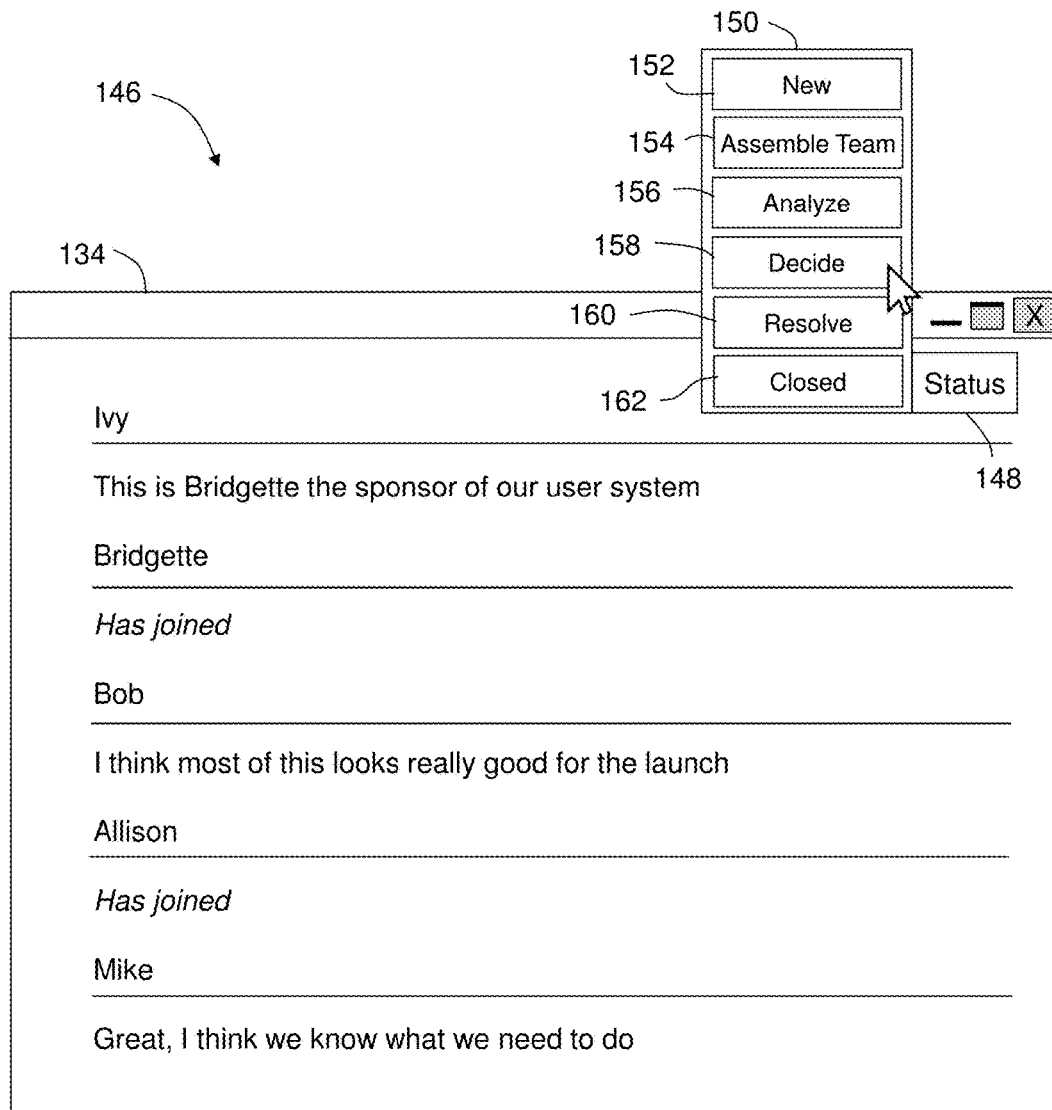 150
152
New
146
154
Assemble Team
156
Analyze
158
Decide
134
160
Resolve
X
162
Closed
Status
148
Ivy
This is Bridgette the sponsor of our user system
Bridgette
Has joined
Bob
I think most of this looks really good for the launch
Allison
Has joined
Mike
Great, I think we know what we need to do